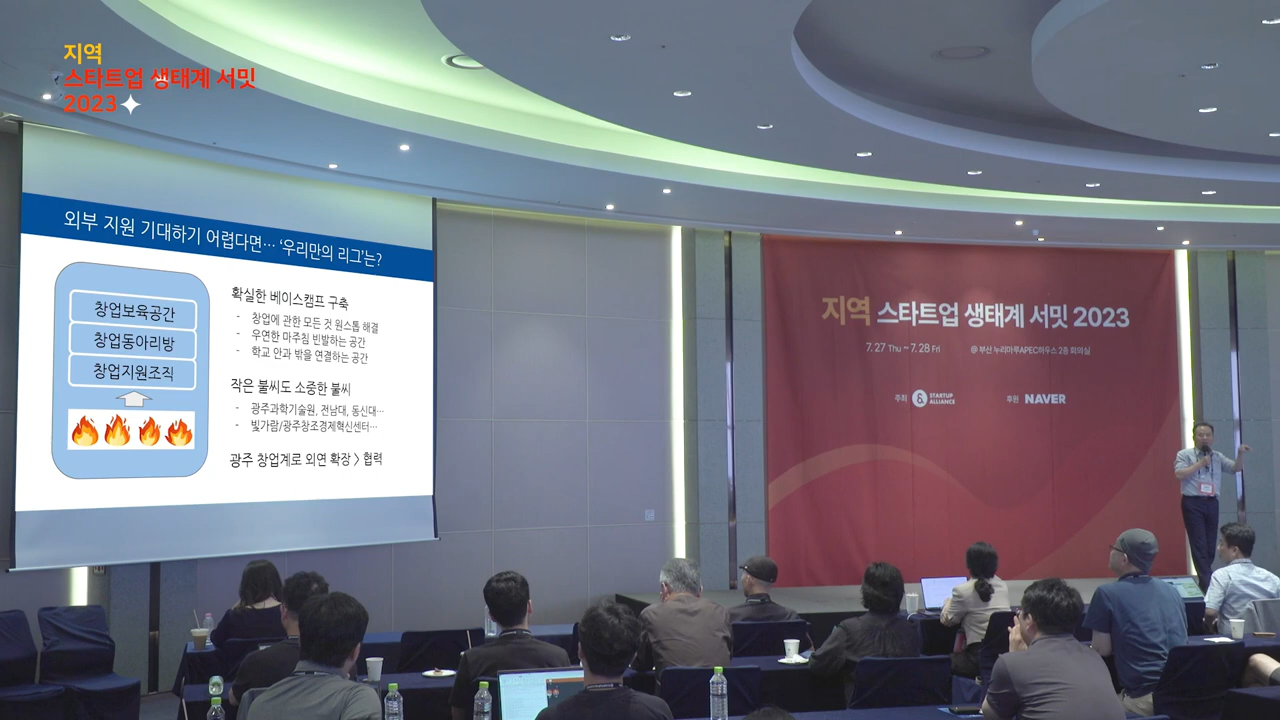 지역
스타트업 생태계 서밋
2023
외부 지원 기대하기 어렵다면… ‘우리만의 리그’는?
창업보육공간
창업동아리방
창업지원조직
확실한 베이스캠프 구축
- 창업에 관한 모든 것 원스톱 해결
- 우연한 마주침 빈발하는 공간
- 학교 안과 밖을 연결하는 공간
작은 불씨도 소중한 불씨
- 광주과학기술원, 전남대, 동신대…
- 빛가람/광주창조경제혁신센터…
광주 창업계로 외연 확장 > 협력
지역 스타트업 생태계 서밋 2023
7. 27 Thu ~ 7. 28 Fri @ 부산 누리마루APEC하우스 2층 회의실
주최 & STARTUP ALLIANCE 후원 NAVER